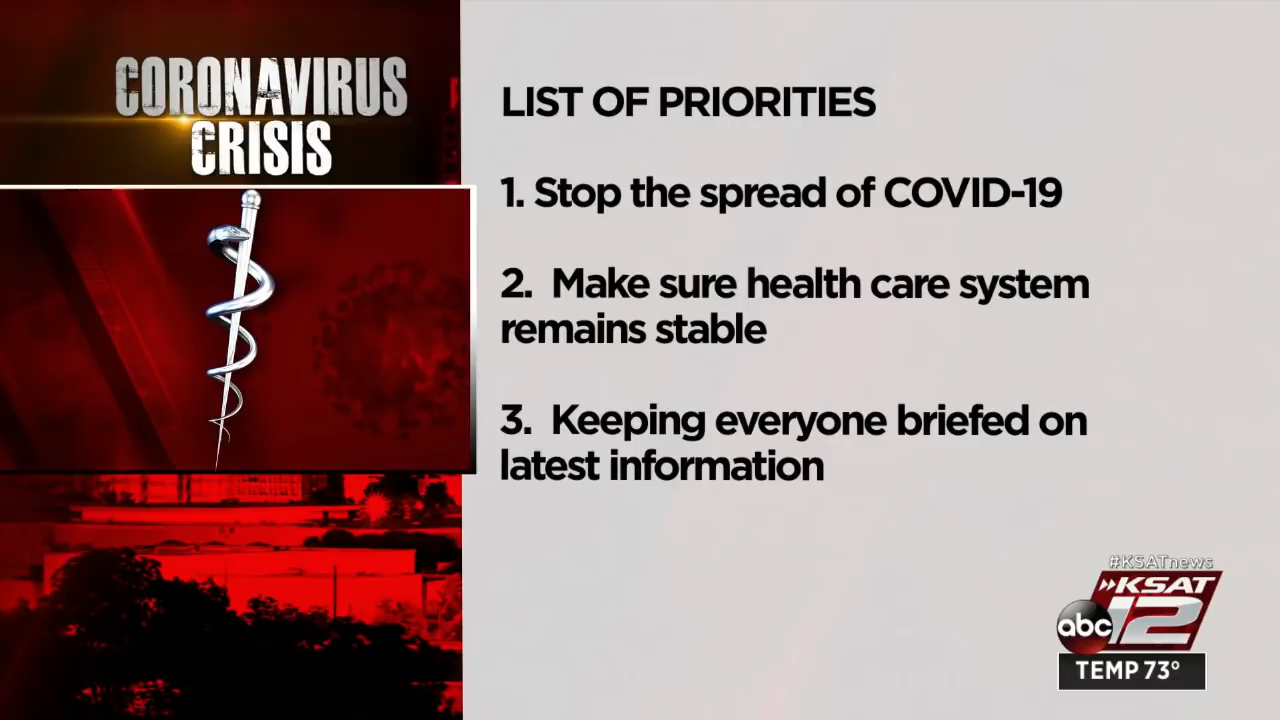 CORONAVIRUS
CRISIS
LIST OF PRIORITIES
1. Stop the spread of COVID-19
2. Make sure health care system
remains stable
3. Keeping everyone briefed on
latest information
#KSATnews
KSAT
abc 12
TEMP 73°